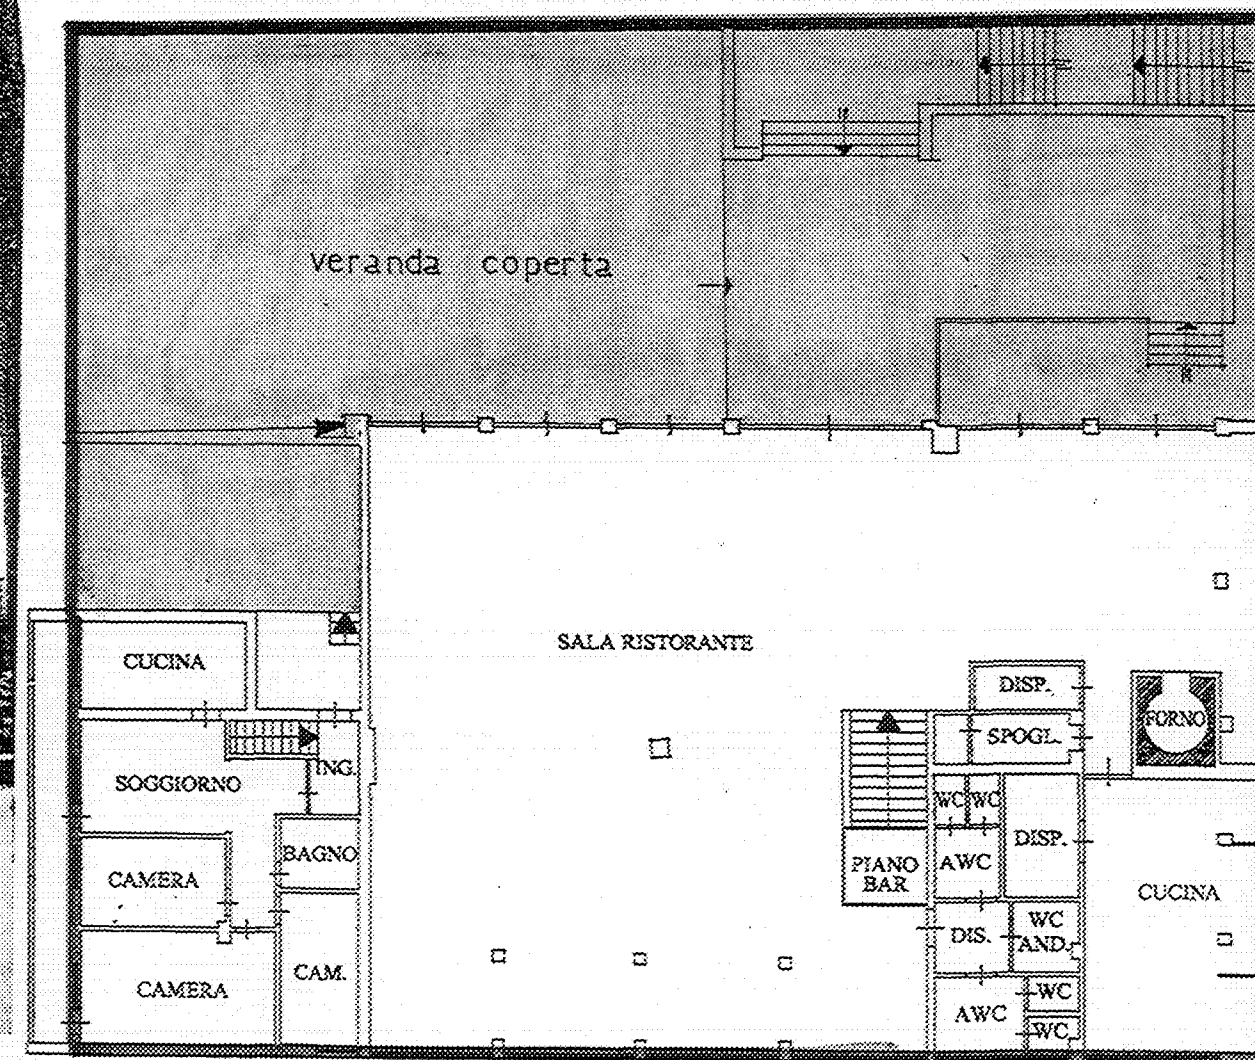 veranda coperta
SALA RISTORANTE
CUCINA
DISP.
SPOGL.
FORNO
ING.
SOGGIORNO
WC
WC
DISP.
BAGNO
PIANO
BAR
AWC
CAMERA
CUCINA
WC
AND.
DIS.
CAM.
CAMERA
WC
AWC
WC